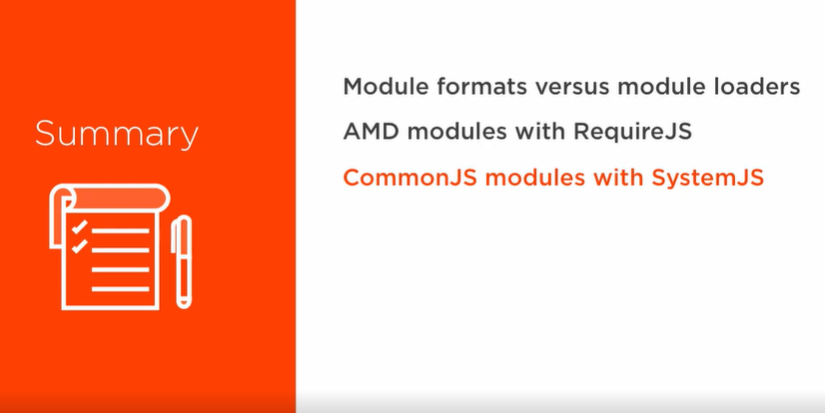 Summary
Module formats versus module loaders
AMD modules with RequireJS
CommonJS modules with SystemJS